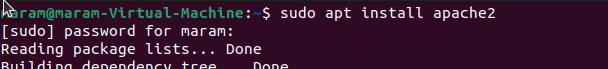 maram@maram-Virtual-Machine:~$ sudo apt install apache2
[sudo] password for maram:
Reading package lists... Done
Building dependency tree... Done